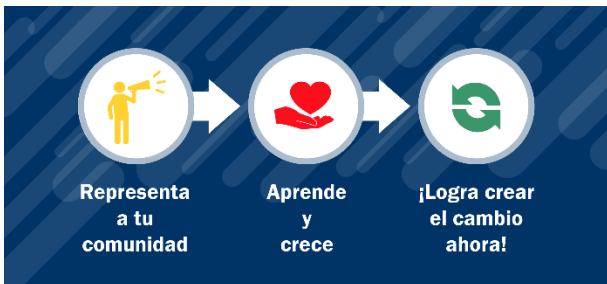 Representa
a tu
comunidad
Aprende
y
crece
¡Logra crear
el cambio
ahora!